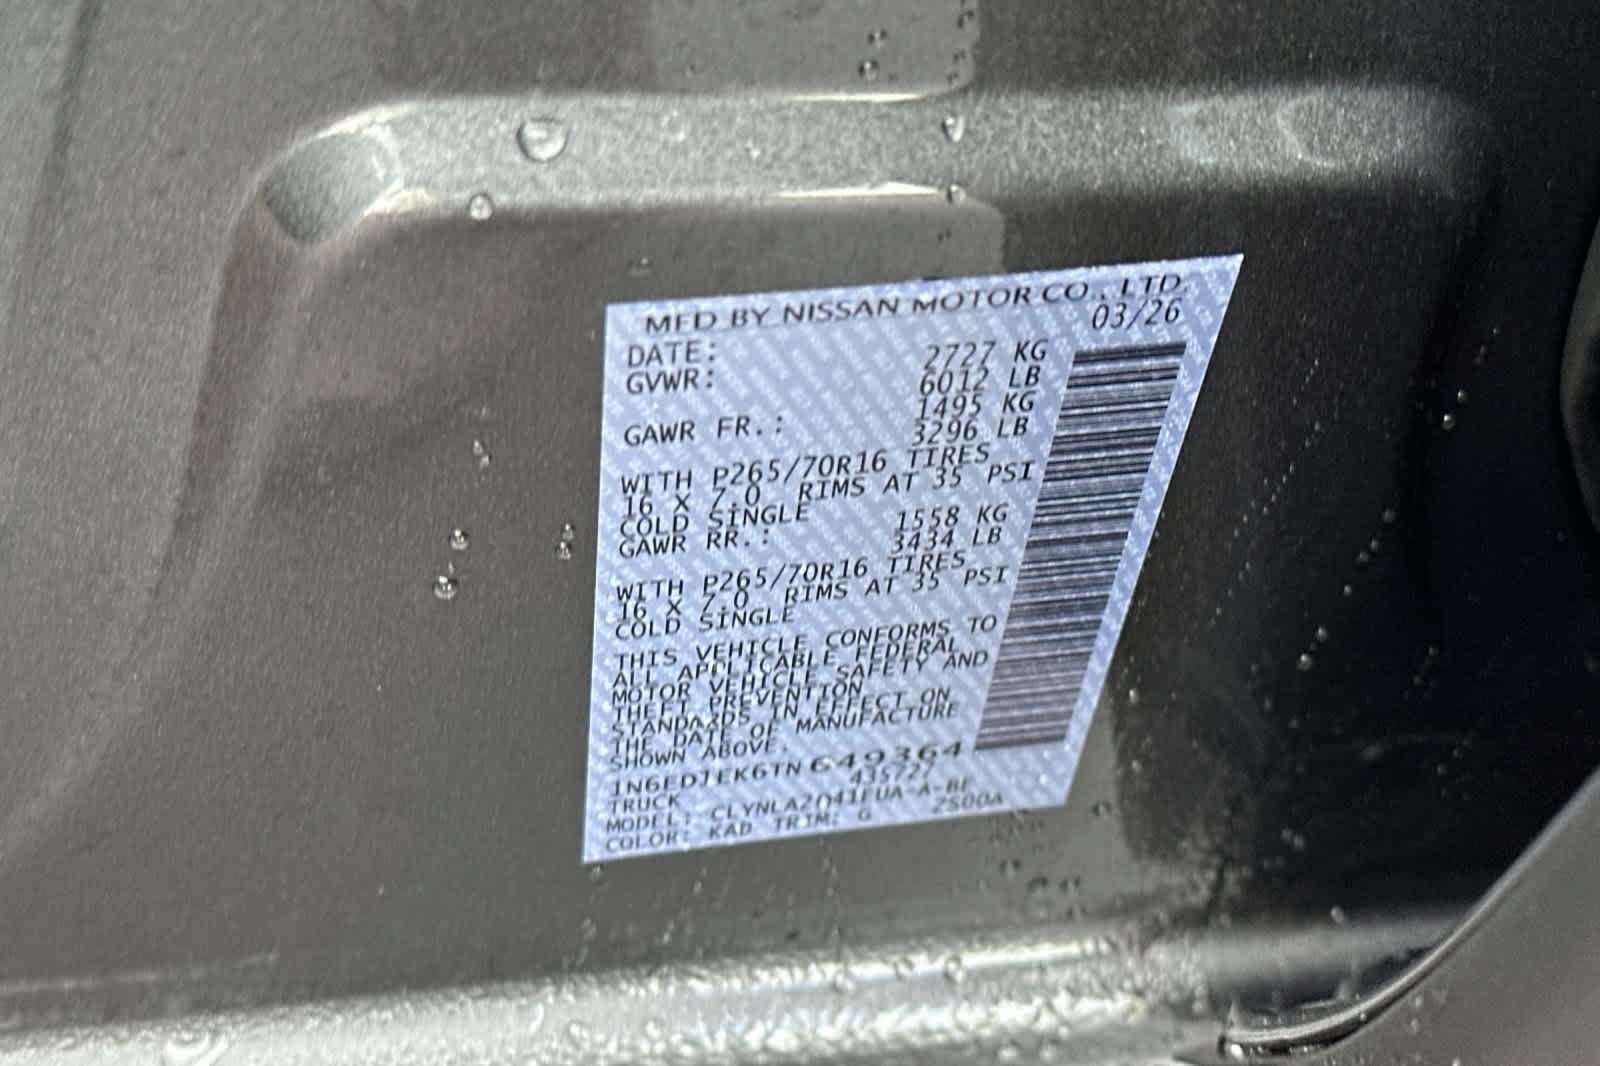 MFD BY NISSAN MOTOR CO., LTD
DATE: 03/26
GVWR: 2727 KG
6012 LB
GAWR FR.: 1495 KG
3296 LB
WITH P265/70R16 TIRES
16 X 7.0 RIMS AT 35 PSI
COLD SINGLE
GAWR RR.: 1558 KG
3434 LB
WITH P265/70R16 TIRES
16 X 7.0 RIMS AT 35 PSI
COLD SINGLE
THIS VEHICLE CONFORMS TO
ALL APPLICABLE FEDERAL
MOTOR VEHICLE SAFETY AND
THEFT PREVENTION
STANDARDS IN EFFECT ON
THE DATE OF MANUFACTURE
SHOWN ABOVE.
1N6ED1EK6TN649364
TRUCK 435727
MODEL: CLYNLA2Q41EUA-A-BF
COLOR: KAD TRIM: G 2S00A